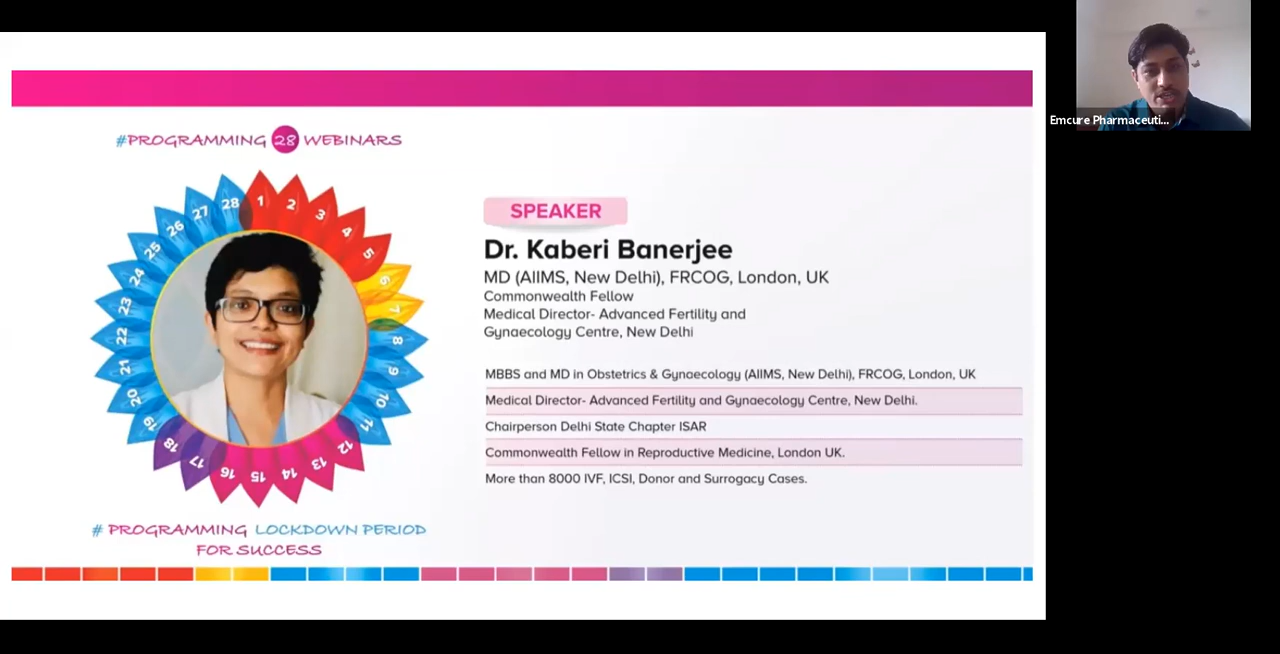 #PROGRAMMING 28 WEBINARS
1
2
3
4
5
6
7
8
9
10
11
12
13
14
15
16
17
18
19
20
21
22
23
24
25
26
27
28
# PROGRAMMING LOCKDOWN PERIOD
FOR SUCCESS
SPEAKER
Dr. Kaberi Banerjee
MD (AIIMS, New Delhi), FRCOG, London, UK
Commonwealth Fellow
Medical Director- Advanced Fertility and
Gynaecology Centre, New Delhi
MBBS and MD in Obstetrics & Gynaecology (AIIMS, New Delhi), FRCOG, London, UK
Medical Director- Advanced Fertility and Gynaecology Centre, New Delhi.
Chairperson Delhi State Chapter ISAR
Commonwealth Fellow in Reproductive Medicine, London UK.
More than 8000 IVF, ICSI, Donor and Surrogacy Cases.
Emcure Pharmaceuti...